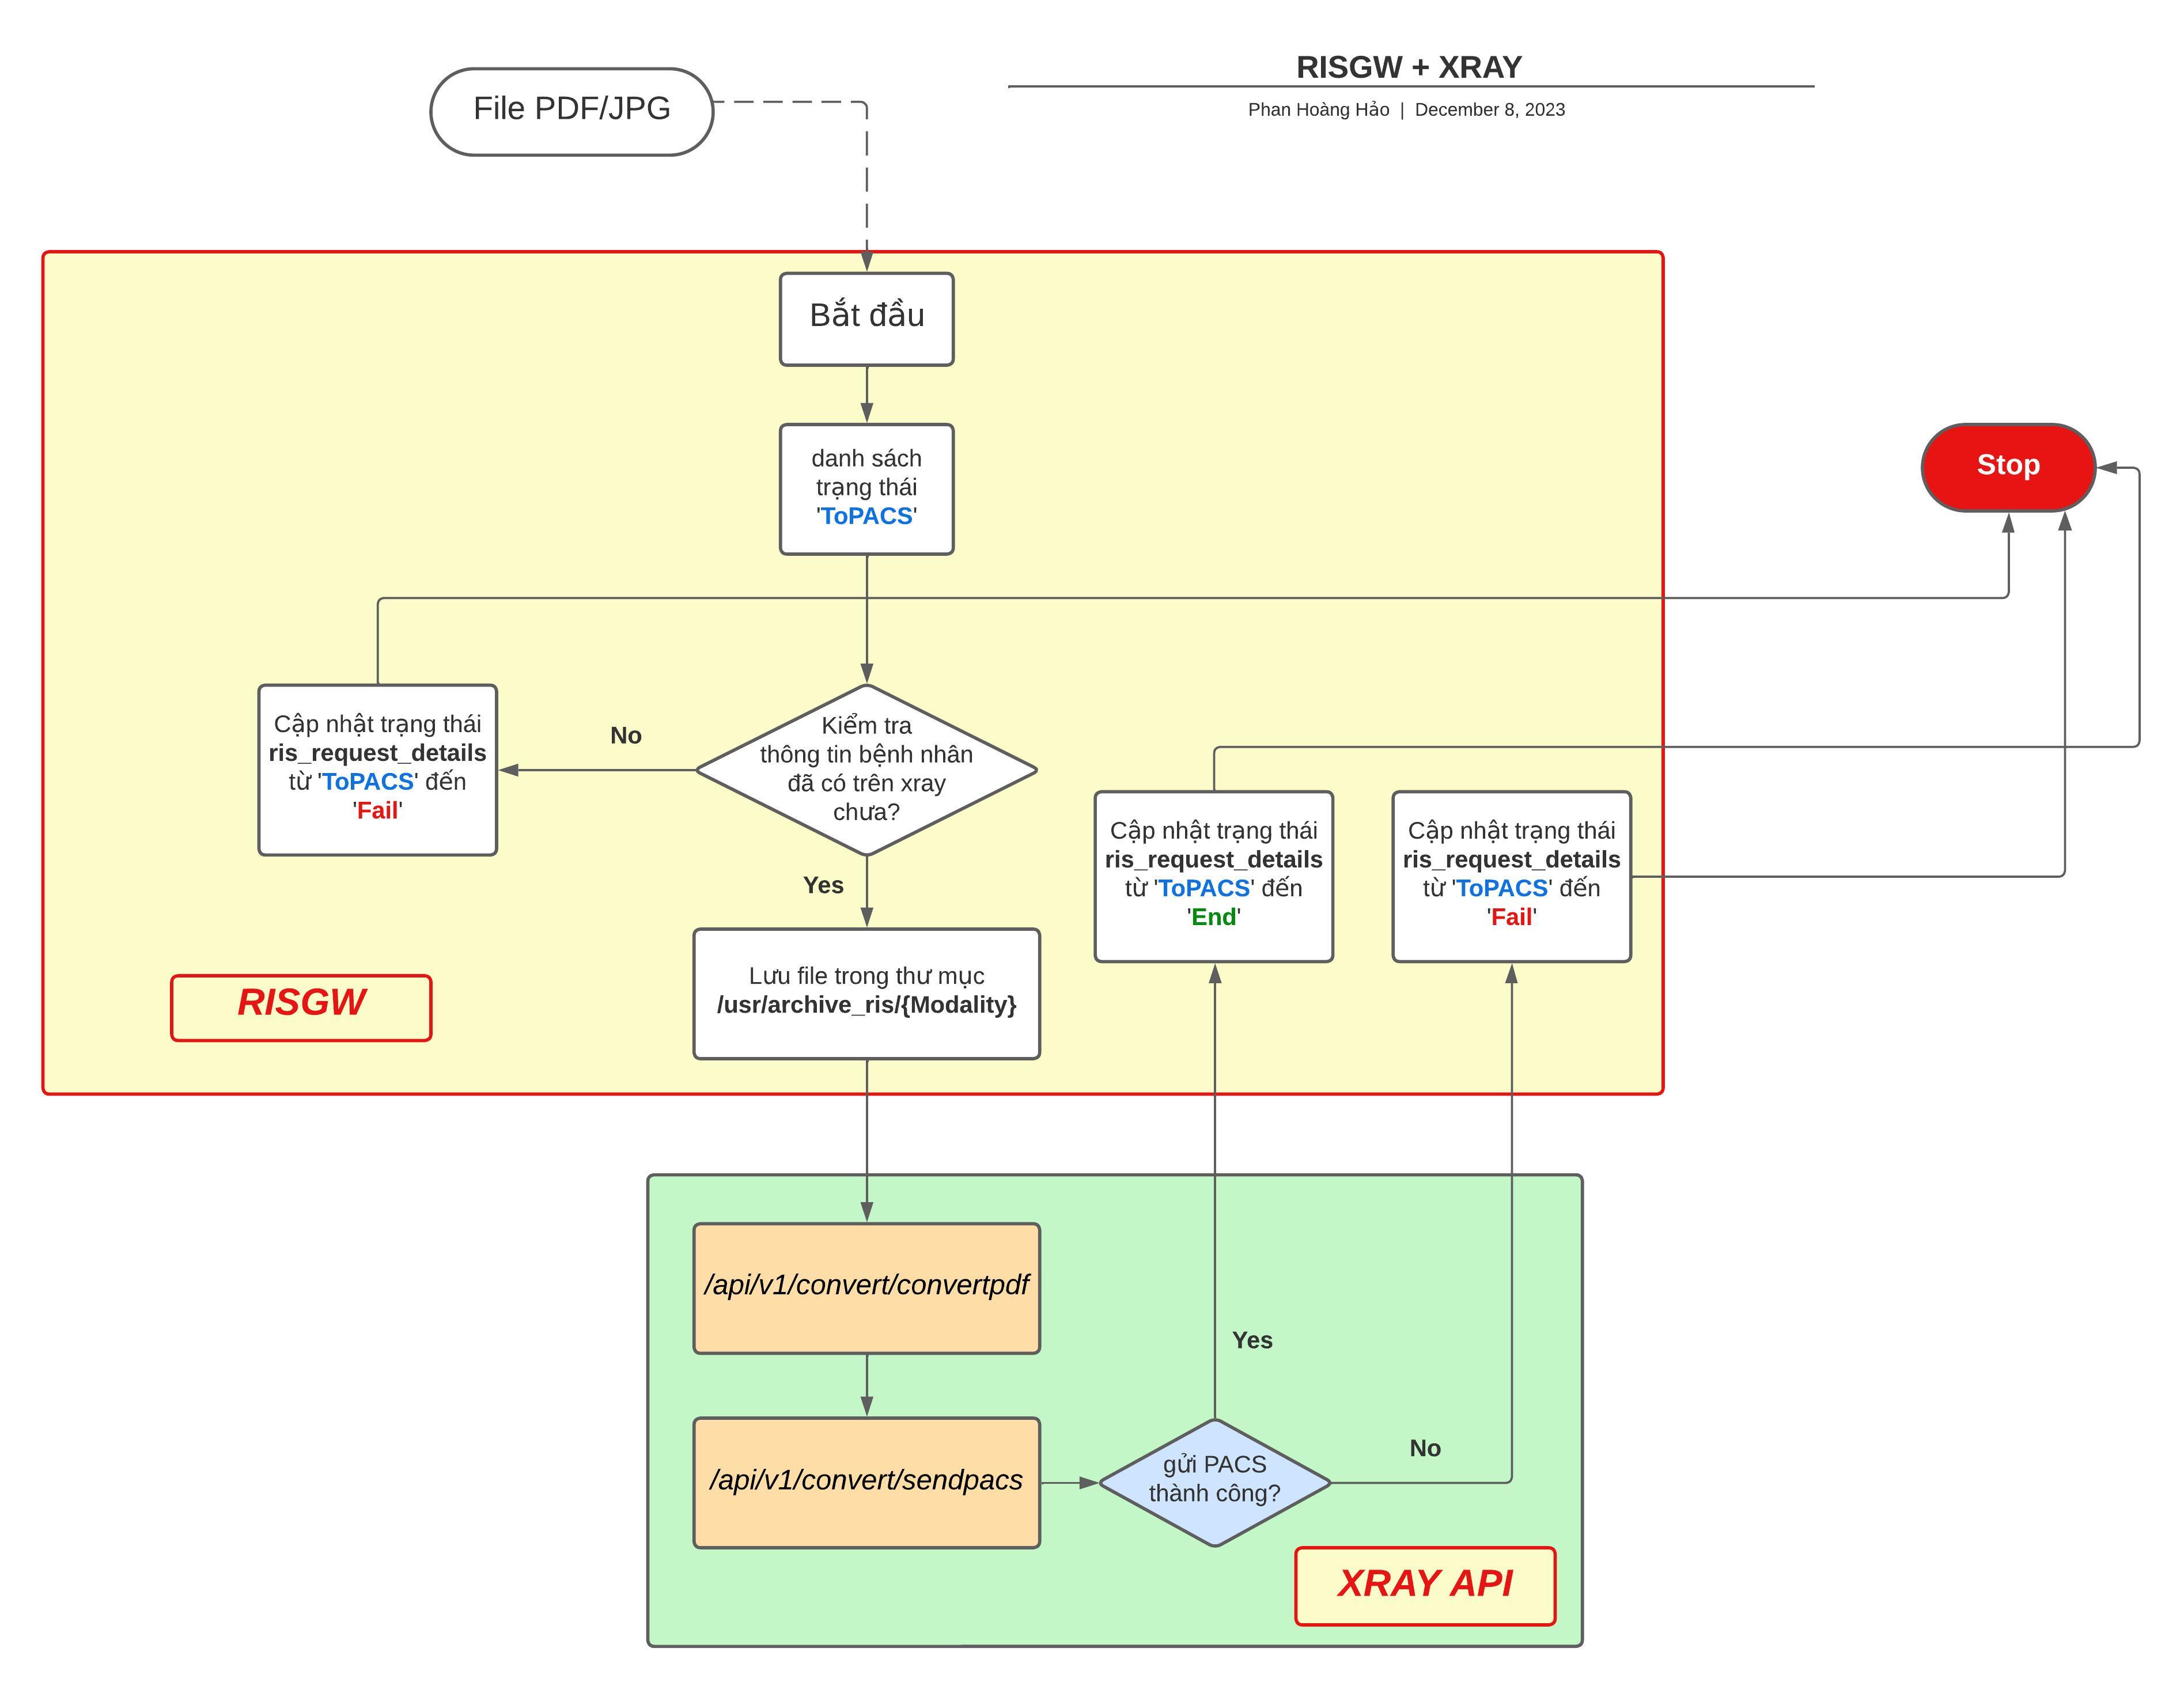 RISGW + XRAY
Phan Hoàng Hảo | December 8, 2023
File PDF/JPG
Bắt đầu
danh sách
trạng thái
'ToPACS'
Stop
Cập nhật trạng thái
ris_request_details
từ 'ToPACS' đến
'Fail'
No
Kiểm tra
thông tin bệnh nhân
đã có trên xray
chưa?
Yes
Cập nhật trạng thái
ris_request_details
từ 'ToPACS' đến
'End'
Cập nhật trạng thái
ris_request_details
từ 'ToPACS' đến
'Fail'
Lưu file trong thư mục
/usr/archive_ris/{Modality}
RISGW
/api/v1/convert/convertpdf
Yes
/api/v1/convert/sendpacs
gửi PACS
thành công?
No
XRAY API